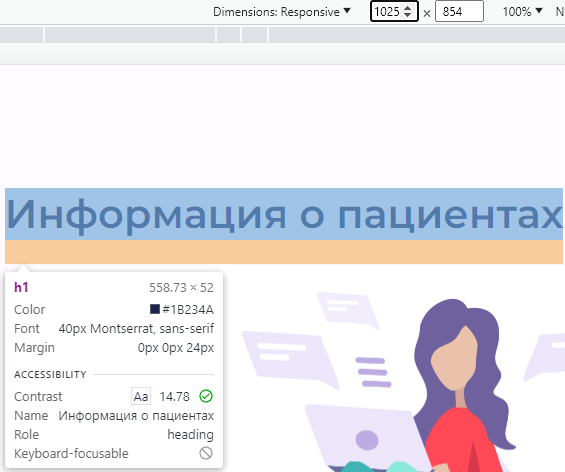 Dimensions: Responsive 1025 × 854 100% N
Информация о пациентах
h1 558.73 × 52
Color #1B234A
Font 40px Montserrat, sans-serif
Margin 0px 0px 24px
ACCESSIBILITY
Contrast Aa 14.78
Name Информация о пациентах
Role heading
Keyboard-focusable